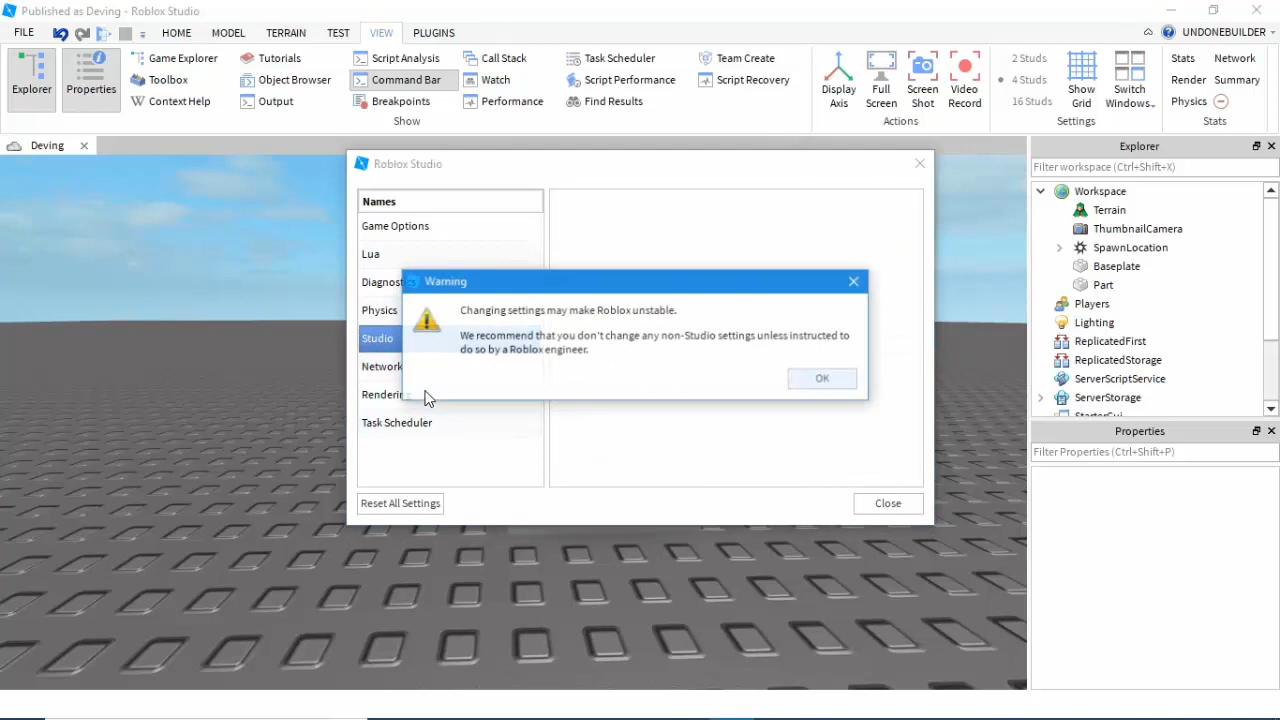 Published as Deving - Roblox Studio
FILE HOME MODEL TERRAIN TEST VIEW PLUGINS UNDONEBUILDER
Explorer
Properties
Game Explorer
Toolbox
Context Help
Tutorials
Object Browser
Output
Script Analysis
Command Bar
Breakpoints
Call Stack
Watch
Performance
Task Scheduler
Script Performance
Find Results
Team Create
Script Recovery
Show
Display Axis
Full Screen
Screen Shot
Video Record
Actions
2 Studs
4 Studs
16 Studs
Show Grid
Switch Windows..
Settings
Stats Network
Render Summary
Physics
Stats
Deving
Roblox Studio
Names
Game Options
Lua
Diagnost
Physics
Studio
Network
Rendering
Task Scheduler
Reset All Settings
Close
Warning
Changing settings may make Roblox unstable.
We recommend that you don't change any non-Studio settings unless instructed to
do so by a Roblox engineer.
OK
Explorer
Filter workspace (Ctrl+Shift+X)
Workspace
Terrain
ThumbnailCamera
SpawnLocation
Baseplate
Part
Players
Lighting
ReplicatedFirst
ReplicatedStorage
ServerScriptService
ServerStorage
StarterGui
Properties
Filter Properties (Ctrl+Shift+P)